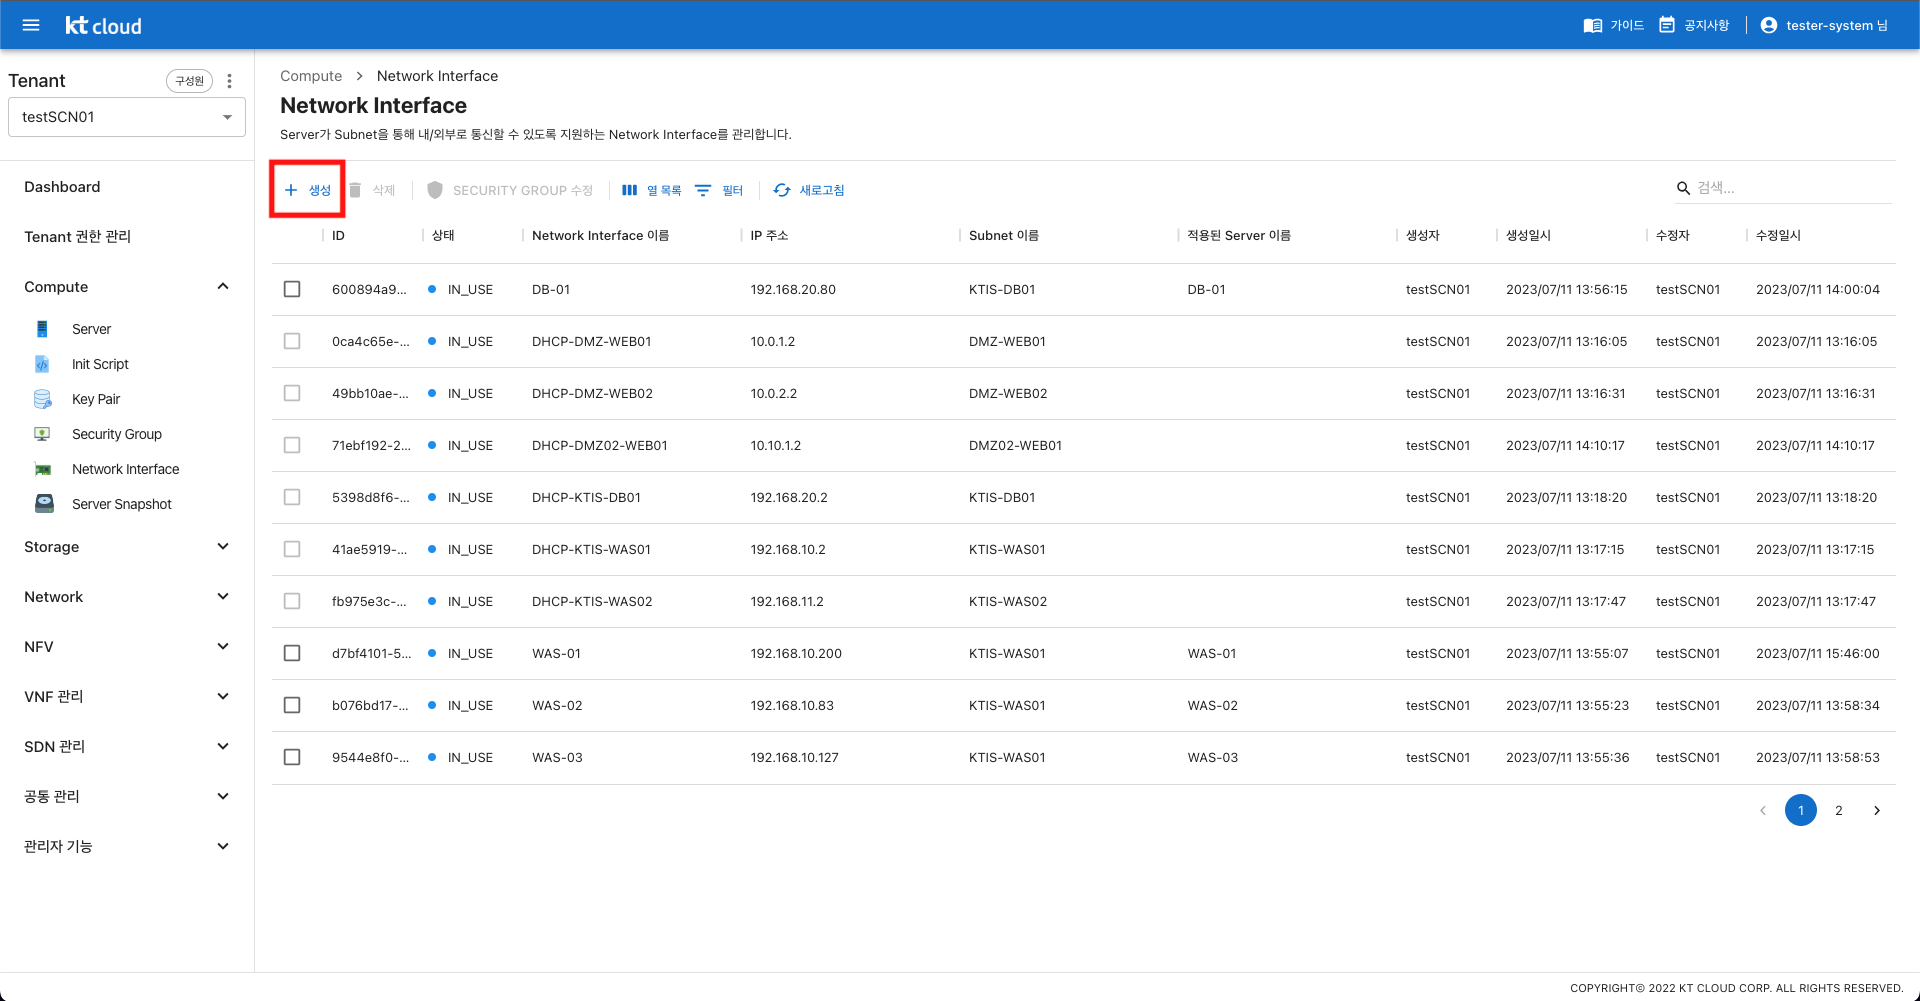 kt cloud
가이드
공지사항
tester-system 님
Tenant
구성원
testSCN01
Dashboard
Tenant 권한 관리
Compute
Server
Init Script
Key Pair
Security Group
Network Interface
Server Snapshot
Storage
Network
NFV
VNF 관리
SDN 관리
공통 관리
관리자 기능
Compute > Network Interface
Network Interface
Server가 Subnet을 통해 내/외부로 통신할 수 있도록 지원하는 Network Interface를 관리합니다.
+ 생성 삭제 SECURITY GROUP 수정 열 목록 필터 새로고침 검색...
ID 상태 Network Interface 이름 IP 주소 Subnet 이름 적용된 Server 이름 생성자 생성일시 수정자 수정일시
600894a9... IN_USE DB-01 192.168.20.80 KTIS-DB01 DB-01 testSCN01 2023/07/11 13:56:15 testSCN01 2023/07/11 14:00:04
0ca4c65e-... IN_USE DHCP-DMZ-WEB01 10.0.1.2 DMZ-WEB01 testSCN01 2023/07/11 13:16:05 testSCN01 2023/07/11 13:16:05
49bb10ae-... IN_USE DHCP-DMZ-WEB02 10.0.2.2 DMZ-WEB02 testSCN01 2023/07/11 13:16:31 testSCN01 2023/07/11 13:16:31
71ebf192-2... IN_USE DHCP-DMZ02-WEB01 10.10.1.2 DMZ02-WEB01 testSCN01 2023/07/11 14:10:17 testSCN01 2023/07/11 14:10:17
5398d8f6-... IN_USE DHCP-KTIS-DB01 192.168.20.2 KTIS-DB01 testSCN01 2023/07/11 13:18:20 testSCN01 2023/07/11 13:18:20
41ae5919-... IN_USE DHCP-KTIS-WAS01 192.168.10.2 KTIS-WAS01 testSCN01 2023/07/11 13:17:15 testSCN01 2023/07/11 13:17:15
fb975e3c-... IN_USE DHCP-KTIS-WAS02 192.168.11.2 KTIS-WAS02 testSCN01 2023/07/11 13:17:47 testSCN01 2023/07/11 13:17:47
d7bf4101-5... IN_USE WAS-01 192.168.10.200 KTIS-WAS01 WAS-01 testSCN01 2023/07/11 13:55:07 testSCN01 2023/07/11 15:46:00
b076bd17-... IN_USE WAS-02 192.168.10.83 KTIS-WAS01 WAS-02 testSCN01 2023/07/11 13:55:23 testSCN01 2023/07/11 13:58:34
9544e8f0-... IN_USE WAS-03 192.168.10.127 KTIS-WAS01 WAS-03 testSCN01 2023/07/11 13:55:36 testSCN01 2023/07/11 13:58:53
< 1 2 >
COPYRIGHT© 2022 KT CLOUD CORP. ALL RIGHTS RESERVED.